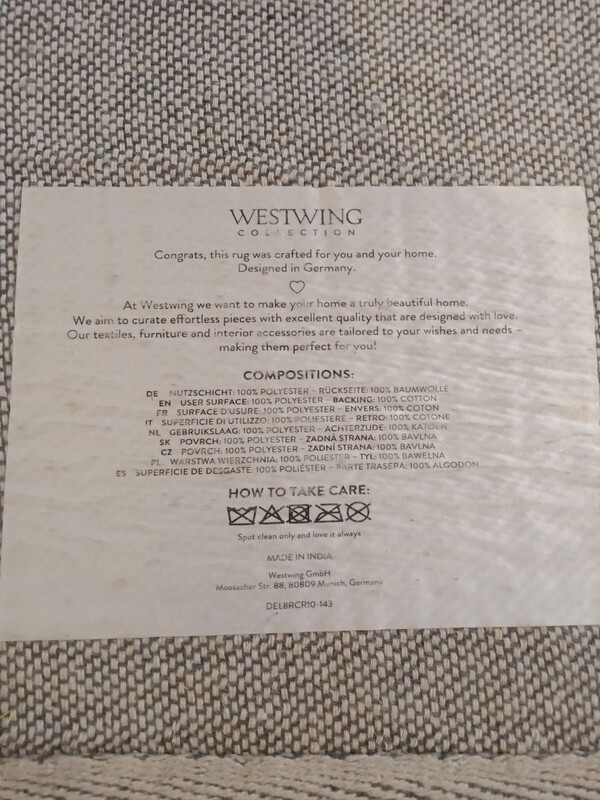 WESTWING
COLLECTION
Congrats, this rug was crafted for you and your home.
Designed in Germany.
At Westwing we want to make your home a truly beautiful home.
We aim to curate effortless pieces with excellent quality that are designed with love.
Our textiles, furniture and interior accessories are tailored to your wishes and needs –
making them perfect for you!
COMPOSITIONS:
DE NUTZSCHICHT: 100% POLYESTER - RÜCKSEITE: 100% BAUMWOLLE
EN USER SURFACE: 100% POLYESTER - BACKING: 100% COTTON
FR SURFACE D'USURE: 100% POLYESTER - ENVERS: 100% COTON
IT SUPERFICIE DI UTILIZZO: 100% POLIESTERE - RETRO: 100% COTONE
NL GEBRUIKSLAAG: 100% POLYESTER - ACHTERZIJDE: 100% KATOEN
SK POVRCH: 100% POLYESTER - ZADNÁ STRANA: 100% BAVLNA
CZ POVRCH: 100% POLYESTER - ZADNÍ STRANA: 100% BAVLNA
PL WARSTWA WIERZCHNIA: 100% POLIESTER - TYŁ: 100% BAWEŁNA
ES SUPERFICIE DE DESGASTE: 100% POLIÉSTER - PARTE TRASERA: 100% ALGODÓN
HOW TO TAKE CARE:
Spot clean only and love it always
MADE IN INDIA
Westwing GmbH
Moosacher Str. 88, 80809 Munich, Germany
DEL8RCR10-143